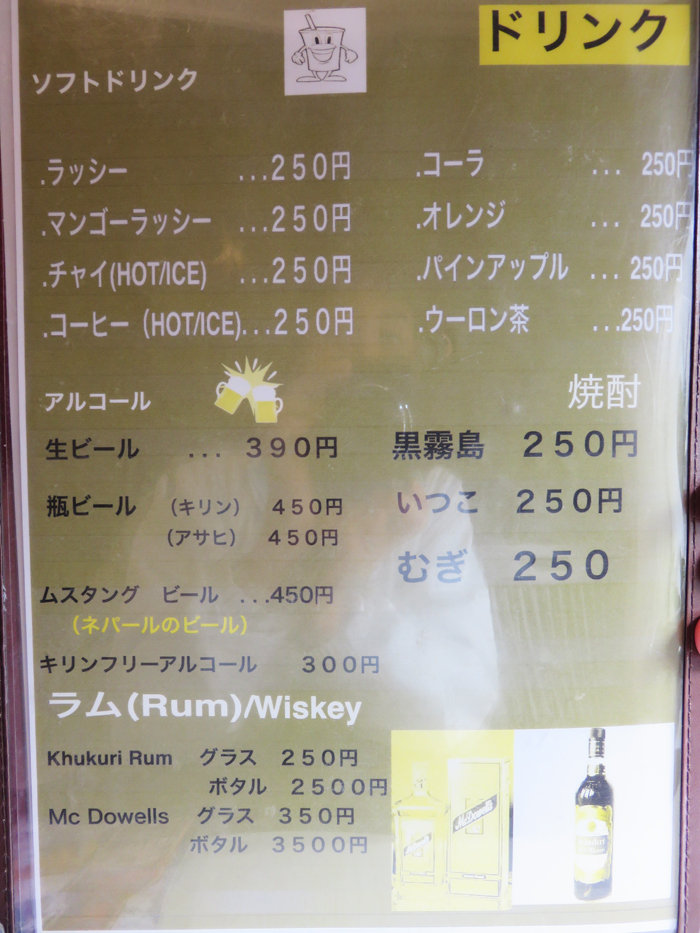 ドリンク
ソフトドリンク
.ラッシー ...250円
.マンゴーラッシー ...250円
.チャイ(HOT/ICE) ...250円
.コーヒー（HOT/ICE)...250円
.コーラ ... 250円
.オレンジ ... 250円
.パインアップル ... 250円
.ウーロン茶 ...250円
アルコール
生ビール ... 390円
瓶ビール （キリン） 450円
（アサヒ） 450円
ムスタング ビール ...450円
（ネパールのビール）
キリンフリーアルコール 300円
焼酎
黒霧島 250円
いつこ 250円
むぎ 250
ラム(Rum)/Wiskey
Khukuri Rum グラス 250円
ボタル 2500円
Mc Dowells グラス 350円
ボタル 3500円
McDowell's